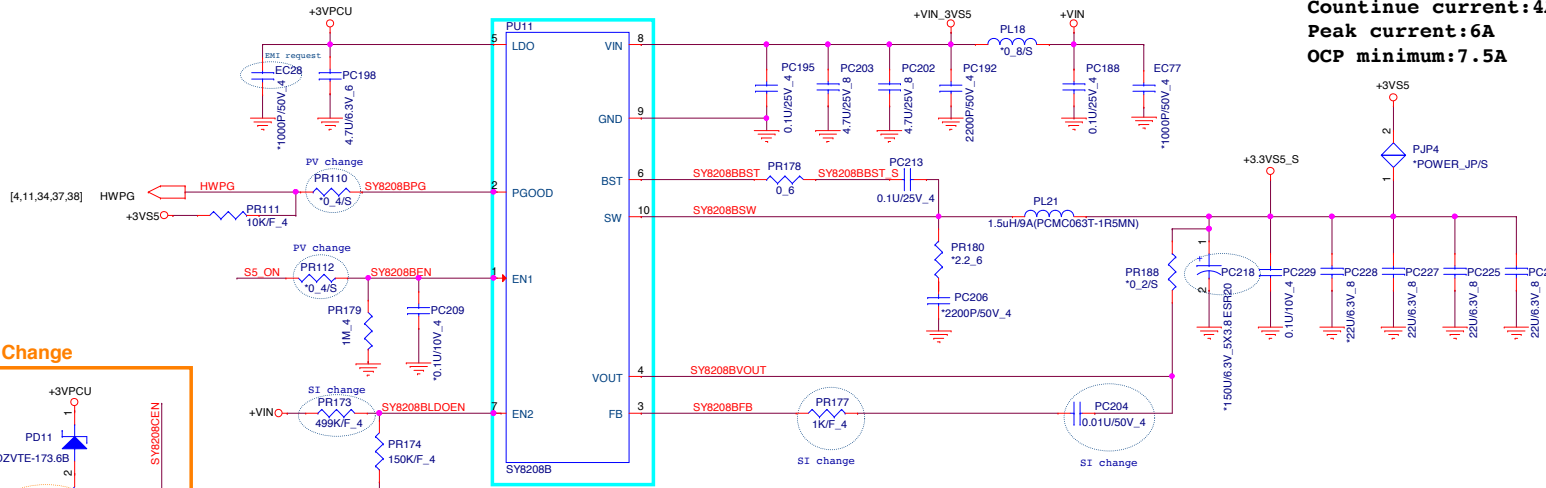 Countinue current:4
Peak current:6A
OCP minimum:7.5A
+3VPCU
EMI request
EC28
*1000P/50V_4
PC198
4.7U/6.3V_6
PU11
5
LDO
VIN
8
+VIN_3VS5
PL18
*0_8/S
+VIN
PC195
0.1U/25V_4
PC203
4.7U/25V_8
PC202
4.7U/25V_8
PC192
2200P/50V_4
PC188
0.1U/25V_4
EC77
*1000P/50V_4
GND
9
+3VS5
2
PJP4
*POWER_JP/S
1
[4,11,34,37,38]
HWPG
HWPG
PV change
PR110
*0_4/S
SY8208BPG
2
PGOOD
+3VS5
PR111
10K/F_4
BST
6
SY8208BBST
PR178
0_6
SY8208BBST_S
PC213
0.1U/25V_4
+3.3VS5_S
SW
10
SY8208BSW
PL21
1.5uH/9A(PCMC063T-1R5MN)
PR180
*2.2_6
PC206
*2200P/50V_4
PV change
S5_ON
PR112
*0_4/S
SY8208BEN
1
EN1
PR179
1M_4
PC209
*0.1U/10V_4
PR188
*0_2/S
1
+
2
PC218
*150U/6.3V_5X3.8 ESR20
PC229
0.1U/10V_4
PC228
*22U/6.3V_8
PC227
22U/6.3V_8
PC225
22U/6.3V_8
PC2
22U/6.3V_8
Change
+3VPCU
1
PD11
DZVTE-173.6B
2
SY8208CEN
VOUT
4
SY8208BVOUT
SI change
+VIN
PR173
499K/F_4
SY8208BLDOEN
7
EN2
PR174
150K/F_4
FB
3
SY8208BFB
PR177
1K/F_4
SI change
PC204
0.01U/50V_4
SI change
SY8208B